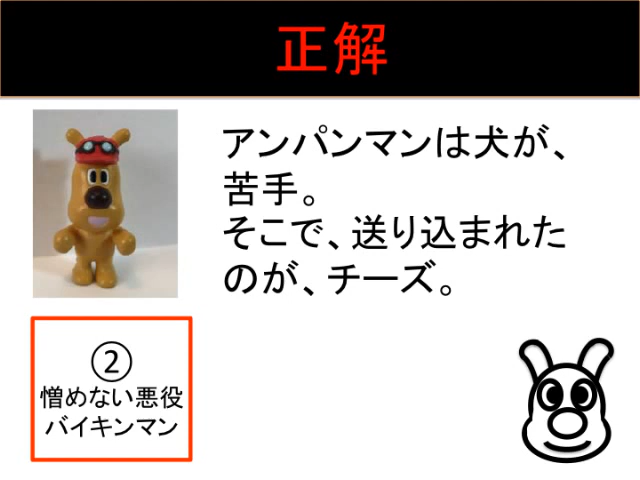 正解
アンパンマンは犬が、
苦手。
そこで、送り込まれた
のが、チーズ。
②
憎めない悪役
バイキンマン